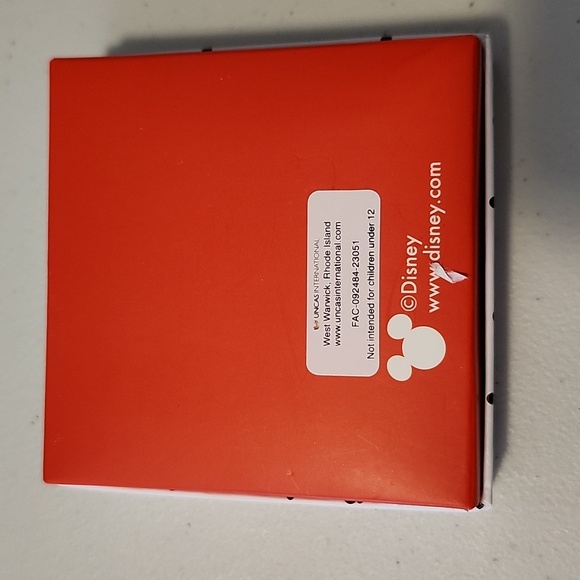 UNCAS INTERNATIONAL
West Warwick, Rhode Island
www.uncasinternational.com
FAC-092484-23051
Not intended for children under 12
©Disney
www.disney.com